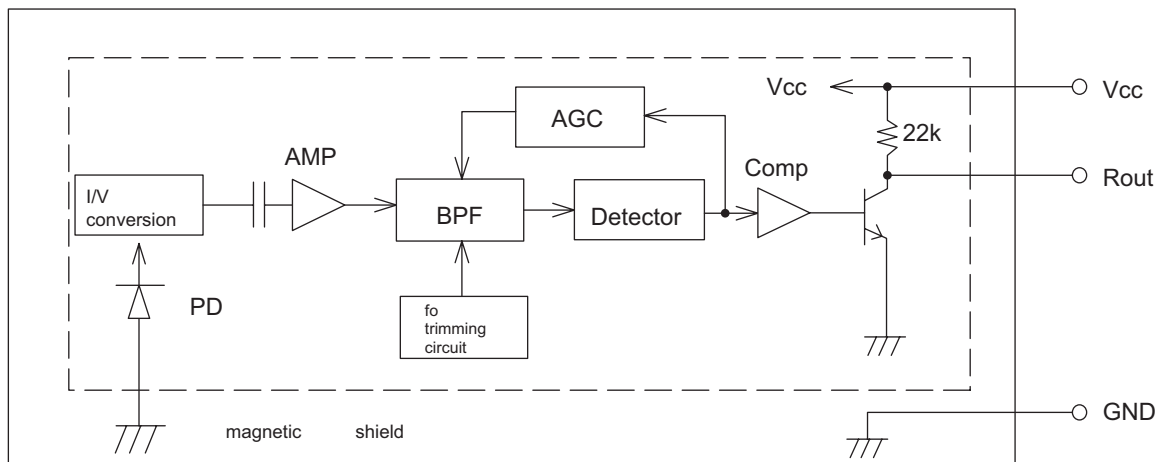 Vcc
Vcc
AGC
22k
AMP
Comp
Rout
I/V
conversion
BPF
Detector
PD
fo
trimming
circuit
GND
magnetic shield